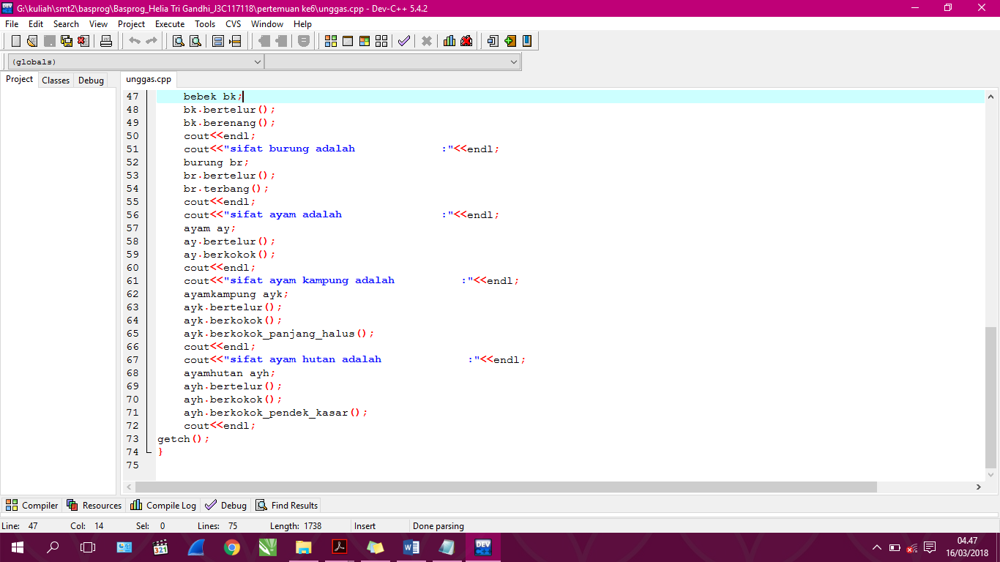 G:\kuliah\smt2\basprog\Basprog_Helia Tri Gandhi_J3C117118\pertemuan ke6\unggas.cpp - Dev-C++ 5.4.2
File Edit Search View Project Execute Tools CVS Window Help
(globals)
Project Classes Debug unggas.cpp
47 bebek bk;
48 bk.bertelur();
49 bk.berenang();
50 cout<<endl;
51 cout<<"sifat burung adalah             :"<<endl;
52 burung br;
53 br.bertelur();
54 br.terbang();
55 cout<<endl;
56 cout<<"sifat ayam adalah               :"<<endl;
57 ayam ay;
58 ay.bertelur();
59 ay.berkokok();
60 cout<<endl;
61 cout<<"sifat ayam kampung adalah          :"<<endl;
62 ayamkampung ayk;
63 ayk.bertelur();
64 ayk.berkokok();
65 ayk.berkokok_panjang_halus();
66 cout<<endl;
67 cout<<"sifat ayam hutan adalah             :"<<endl;
68 ayamhutan ayh;
69 ayh.bertelur();
70 ayh.berkokok();
71 ayh.berkokok_pendek_kasar();
72 cout<<endl;
73 getch();
74 }
75
Compiler Resources Compile Log Debug Find Results
Line: 47 Col: 14 Sel: 0 Lines: 75 Length: 1738 Insert Done parsing
321
DEV
04.47
16/03/2018